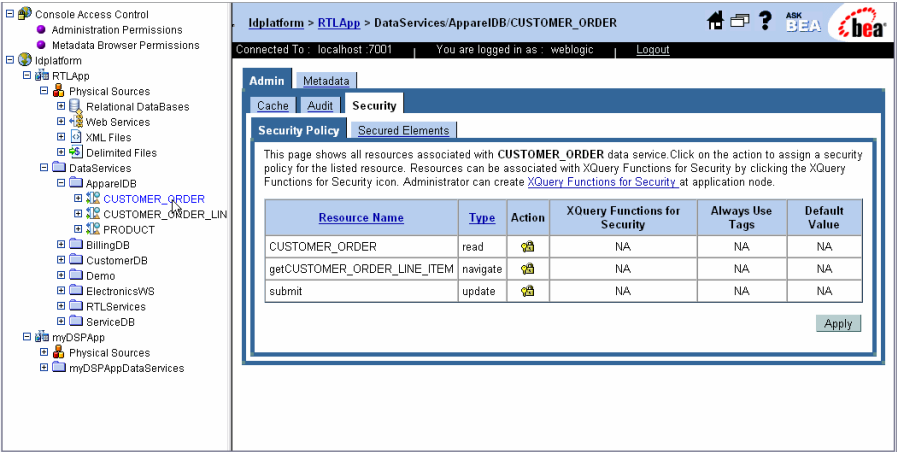 Console Access Control
Administration Permissions
Metadata Browser Permissions
ldplatform
RTLApp
Physical Sources
Relational DataBases
Web Services
XML Files
Delimited Files
DataServices
ApparelDB
CUSTOMER_ORDER
CUSTOMER_ORDER_LIN
PRODUCT
BillingDB
CustomerDB
Demo
ElectronicsWS
RTLServices
ServiceDB
myDSPApp
Physical Sources
myDSPAppDataServices
ldplatform > RTLApp > DataServices/ApparelDB/CUSTOMER_ORDER
? ASK BEA bea
Connected To : localhost :7001 | You are logged in as : weblogic | Logout
Admin Metadata
Cache Audit Security
Security Policy Secured Elements
This page shows all resources associated with CUSTOMER_ORDER data service.Click on the action to assign a security
policy for the listed resource. Resources can be associated with XQuery Functions for Security by clicking the XQuery
Functions for Security icon. Administrator can create XQuery Functions for Security at application node.
Resource Name Type Action XQuery Functions for Security Always Use Tags Default Value
CUSTOMER_ORDER read NA NA NA
getCUSTOMER_ORDER_LINE_ITEM navigate NA NA NA
submit update NA NA NA
Apply